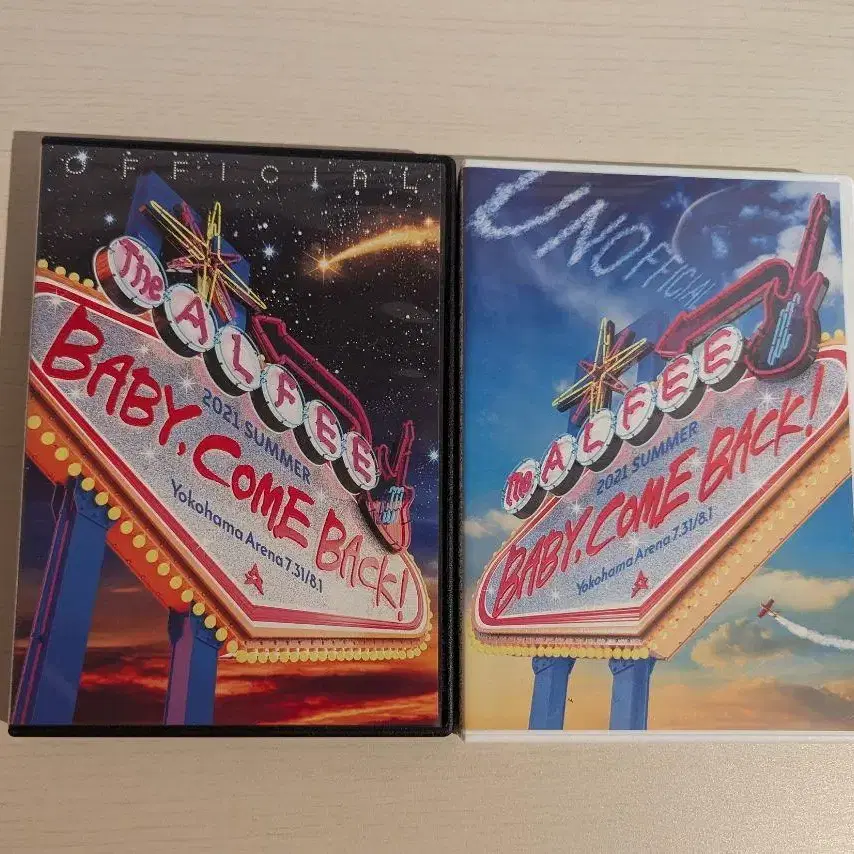 OFFICIAL
The ALFEE
2021 SUMMER
BABY, COME BACK!
Yokohama Arena 7.31/8.1
UNOFFICIAL
The ALFEE
2021 SUMMER
BABY, COME BACK!
Yokohama Arena 7.31/8.1